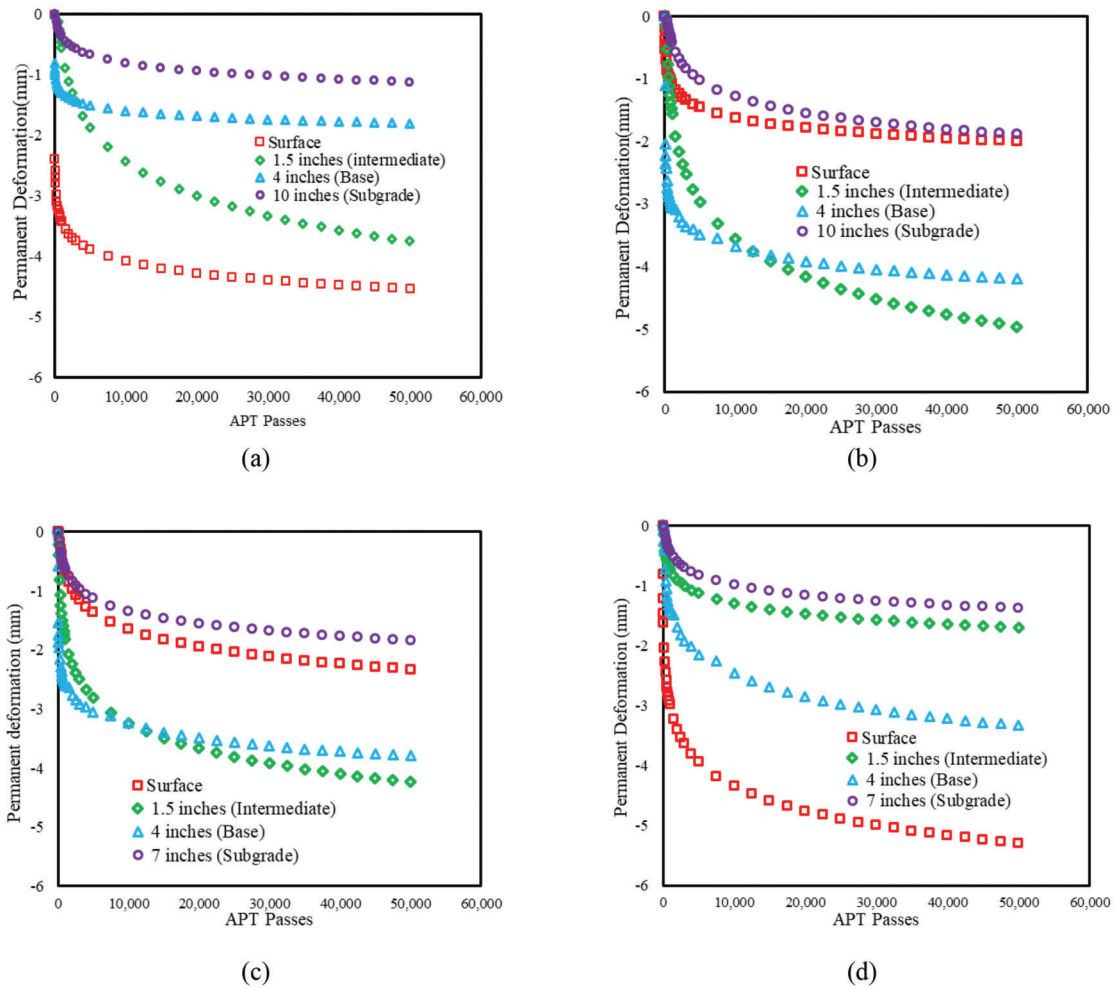 0
-1
-2
-3
-4
-5
-6
Permanent Deformation(mm)
Surface
1.5 inches (intermediate)
4 inches (Base)
10 inches (Subgrade)
0 10,000 20,000 30,000 40,000 50,000 60,000
APT Passes
(a)
0
-1
-2
-3
-4
-5
-6
Permanent Deformation(mm)
Surface
1.5 inches (Intermediate)
4 inches (Base)
10 inches (Subgrade)
0 10,000 20,000 30,000 40,000 50,000 60,000
APT Passes
(b)
0
-1
-2
-3
-4
-5
-6
Permanent deformation (mm)
Surface
1.5 inches (Intermediate)
4 inches (Base)
7 inches (Subgrade)
0 10,000 20,000 30,000 40,000 50,000 60,000
APT Passes
(c)
0
-1
-2
-3
-4
-5
-6
Permanent Deformation (mm)
Surface
1.5 inches (Intermediate)
4 inches (Base)
7 inches (Subgrade)
0 10,000 20,000 30,000 40,000 50,000 60,000
APT Passes
(d)